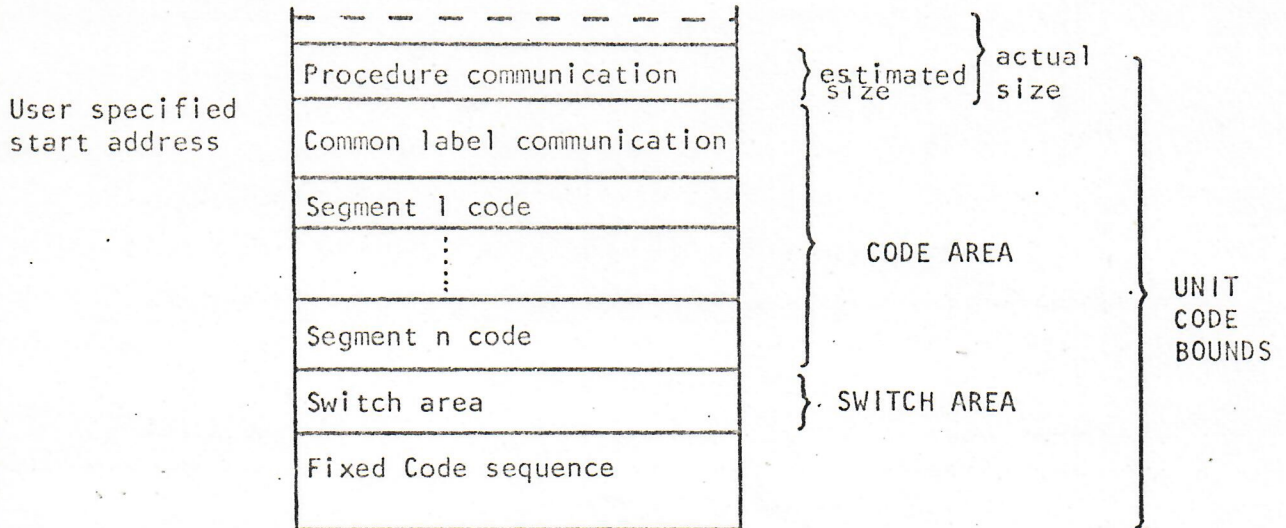 User specified
start address
Procedure communication
Common label communication
Segment 1 code
Segment n code
Switch area
Fixed Code sequence
estimated
size
actual
size
CODE AREA
SWITCH AREA
UNIT
CODE
BOUNDS